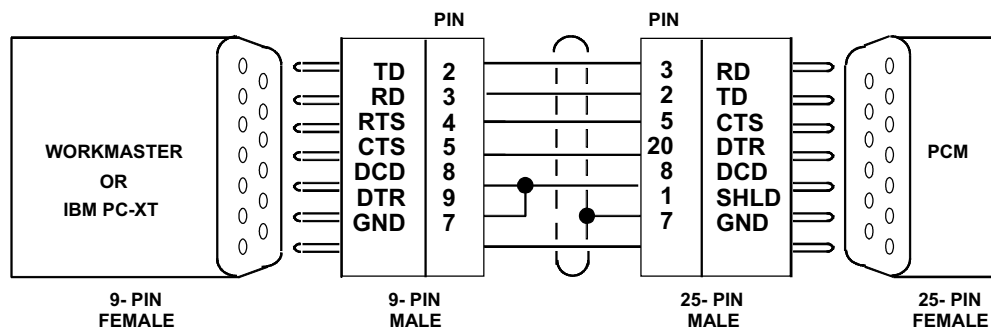 PIN PIN
TD 2 3 RD
RD 3 2 TD
RTS 4 5 CTS
CTS 5 20 DTR
DCD 8 8 DCD
DTR 9 1 SHLD
GND 7 7 GND
WORKMASTER
OR
IBM PC-XT
PCM
9- PIN
FEMALE
9- PIN
MALE
25- PIN
MALE
25- PIN
FEMALE